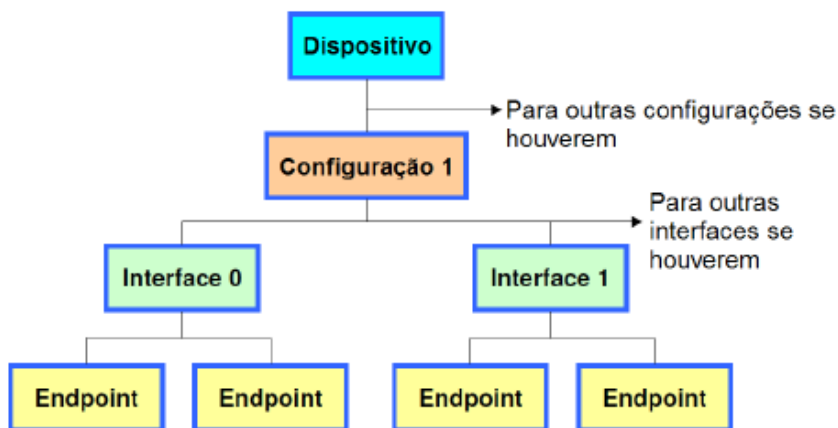 Dispositivo
Para outras configurações se
houverem
Configuração 1
Para outras
interfaces se
houverem
Interface 0
Interface 1
Endpoint
Endpoint
Endpoint
Endpoint